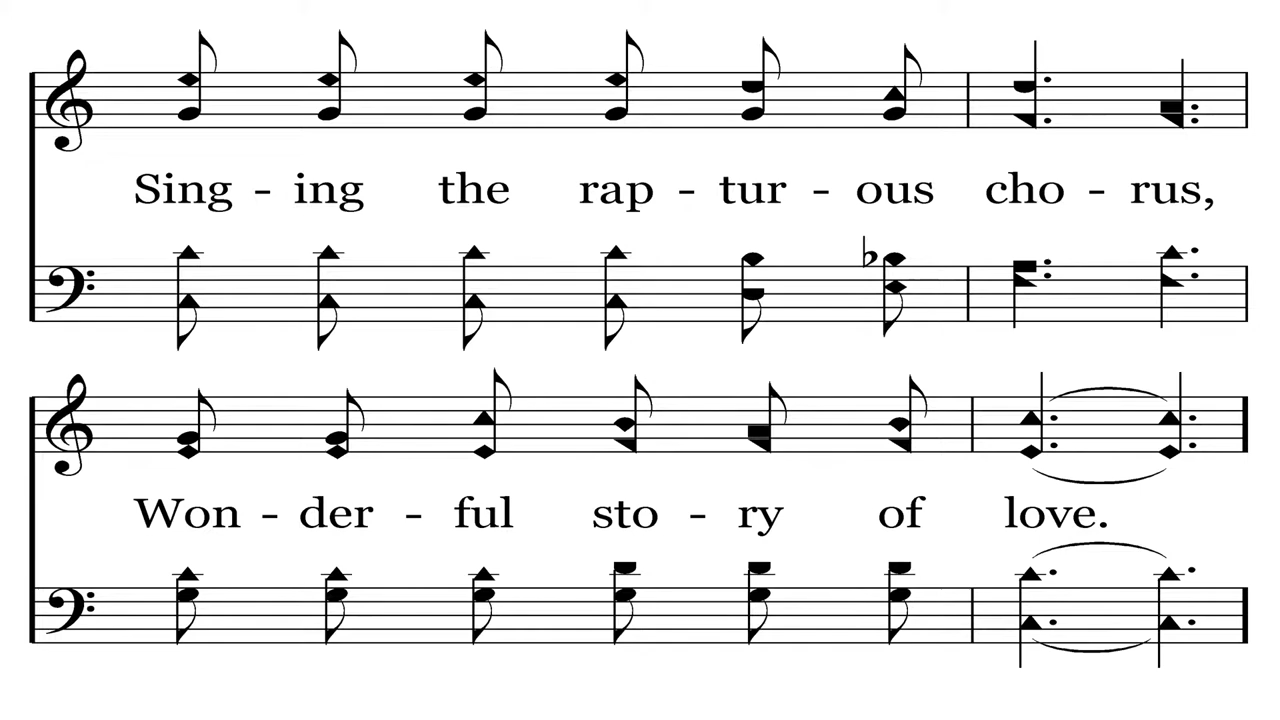 Sing - ing the rap - tur - ous cho - rus,
Won - der - ful sto - ry of love.